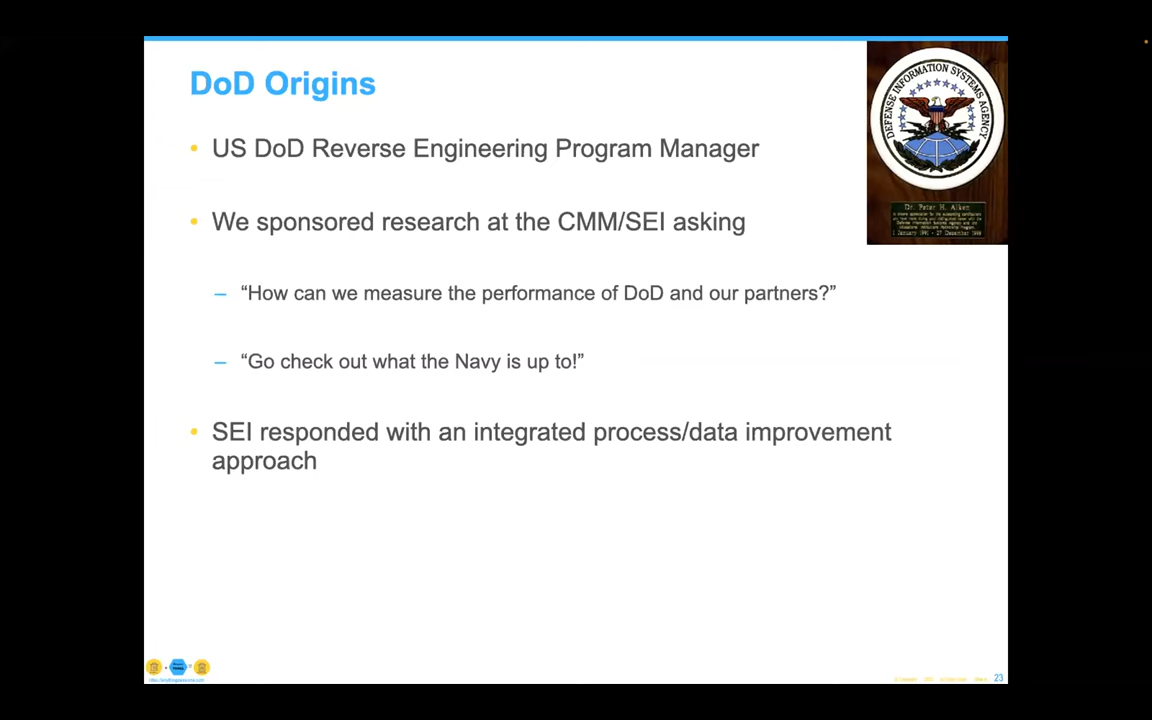 DoD Origins
DEFENSE INFORMATION SYSTEMS AGENCY
• US DoD Reverse Engineering Program Manager
Dr. Peter H. Aiken
• We sponsored research at the CMM/SEI asking
– “How can we measure the performance of DoD and our partners?”
– “Go check out what the Navy is up to!”
• SEI responded with an integrated process/data improvement
approach
23